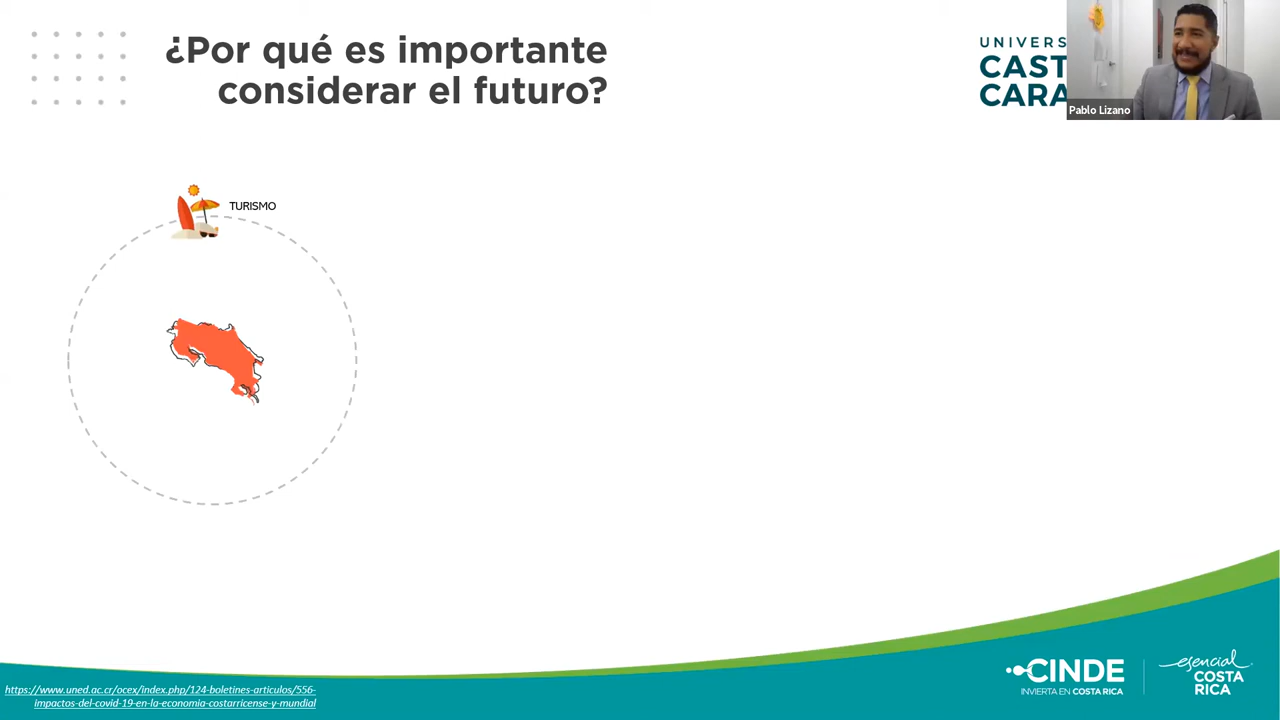 ¿Por qué es importante
considerar el futuro?
UNIVERS
CAST
CARA
Pablo Lizano
TURISMO
https://www.uned.ac.cr/ocex/index.php/124-boletines-articulos/556-
impactos-del-covid-19-en-la-economia-costarricense-y-mundial
CINDE
INVIERTA EN COSTA RICA
esencial
COSTA
RICA